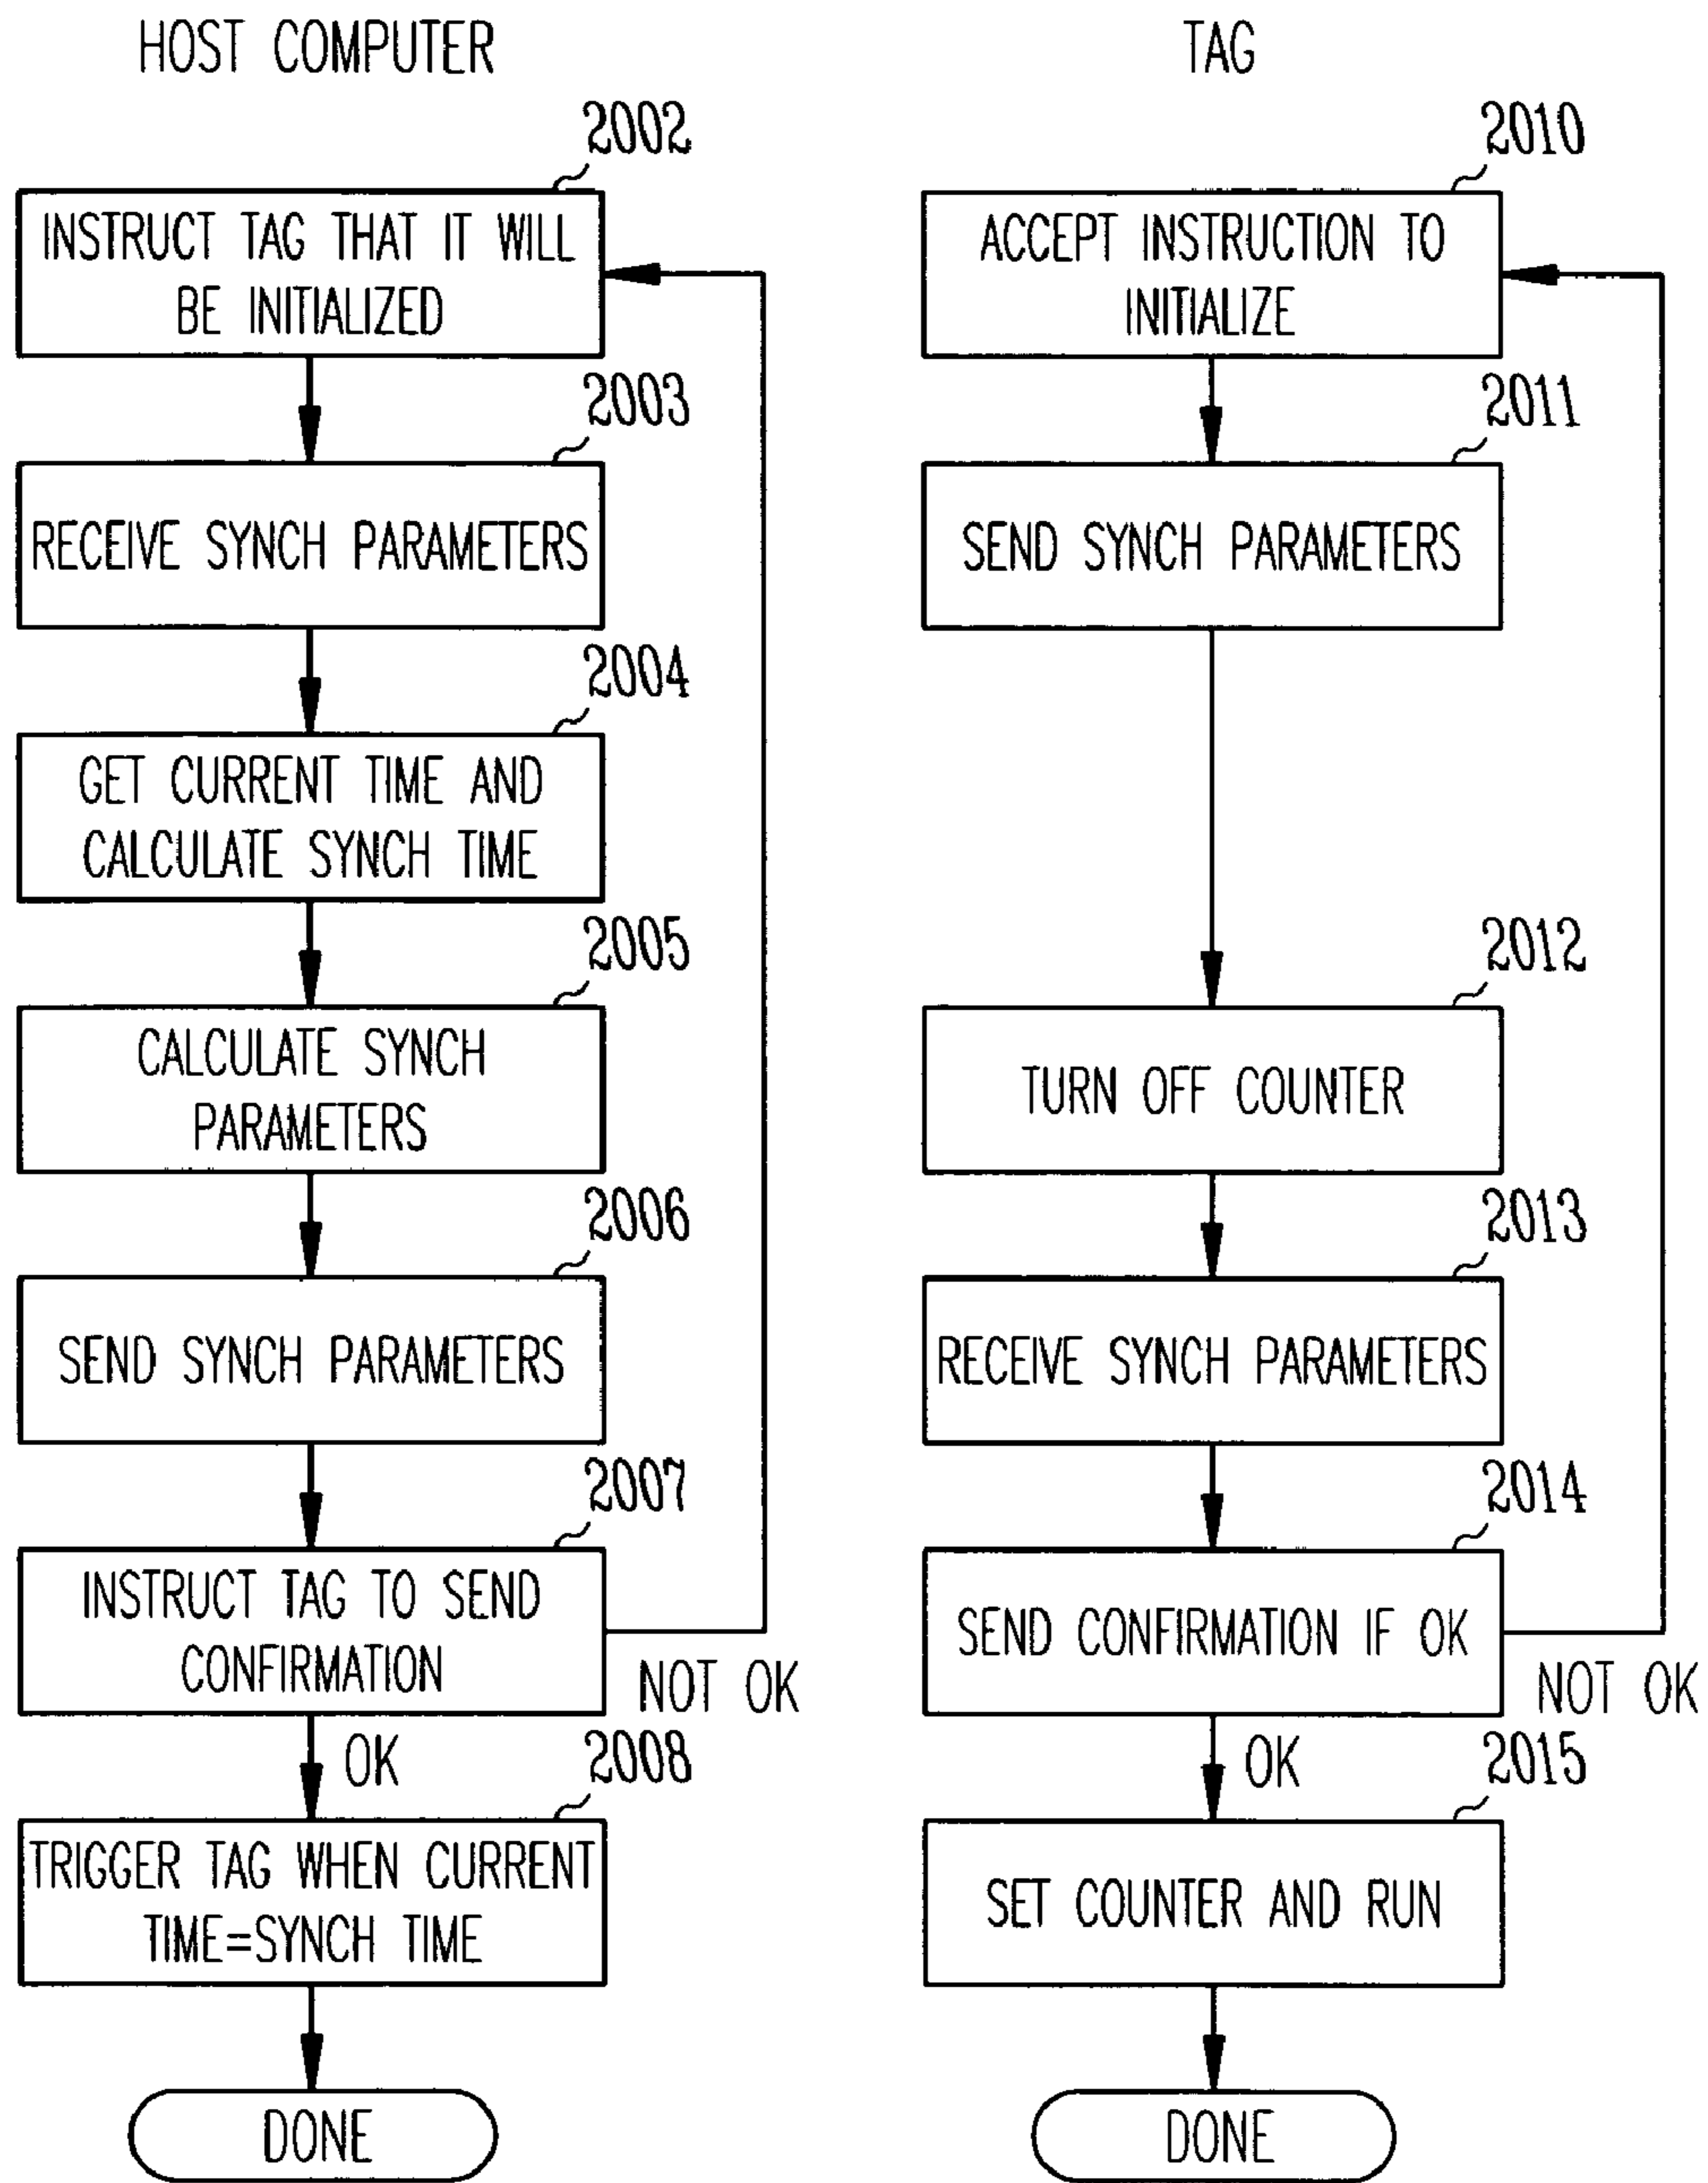 HOST COMPUTER
2002
INSTRUCT TAG THAT IT WILL
BE INITIALIZED
2003
RECEIVE SYNCH PARAMETERS
2004
GET CURRENT TIME AND
CALCULATE SYNCH TIME
2005
CALCULATE SYNCH
PARAMETERS
2006
SEND SYNCH PARAMETERS
2007
INSTRUCT TAG TO SEND
CONFIRMATION
NOT OK
OK
2008
TRIGGER TAG WHEN CURRENT
TIME=SYNCH TIME
DONE
TAG
2010
ACCEPT INSTRUCTION TO
INITIALIZE
2011
SEND SYNCH PARAMETERS
2012
TURN OFF COUNTER
2013
RECEIVE SYNCH PARAMETERS
2014
SEND CONFIRMATION IF OK
NOT OK
OK
2015
SET COUNTER AND RUN
DONE